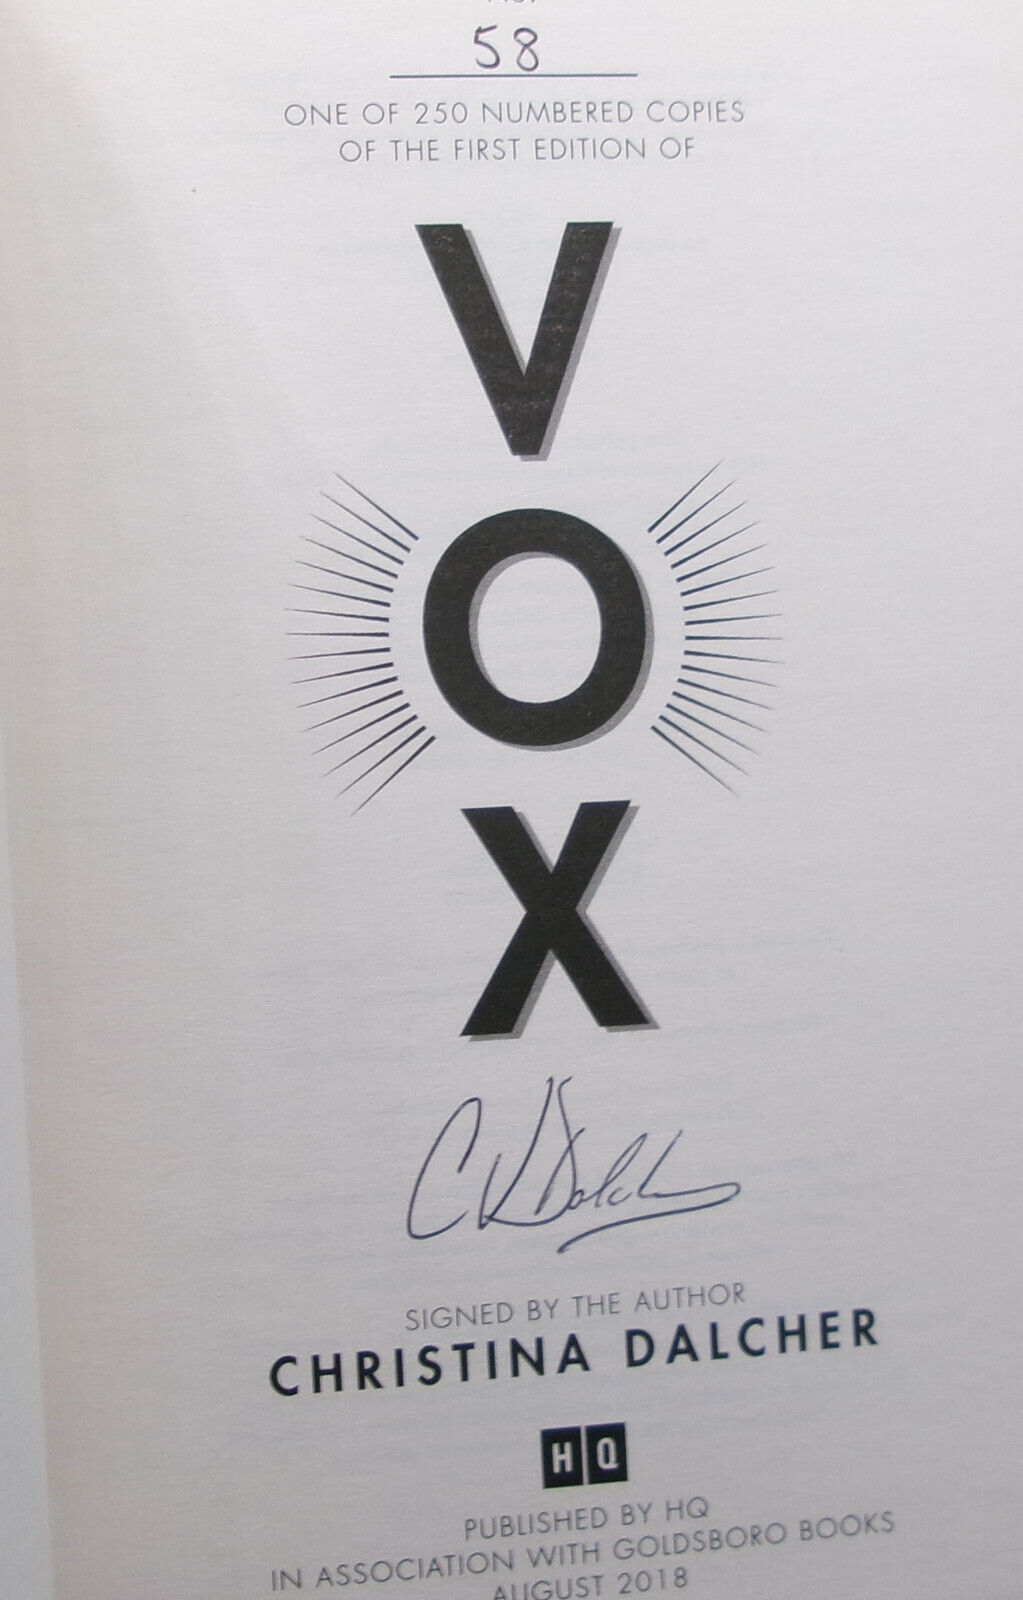 58
ONE OF 250 NUMBERED COPIES
OF THE FIRST EDITION OF
V
O
X
SIGNED BY THE AUTHOR
CHRISTINA DALCHER
HQ
PUBLISHED BY HQ
IN ASSOCIATION WITH GOLDSBORO BOOKS
AUGUST 2018